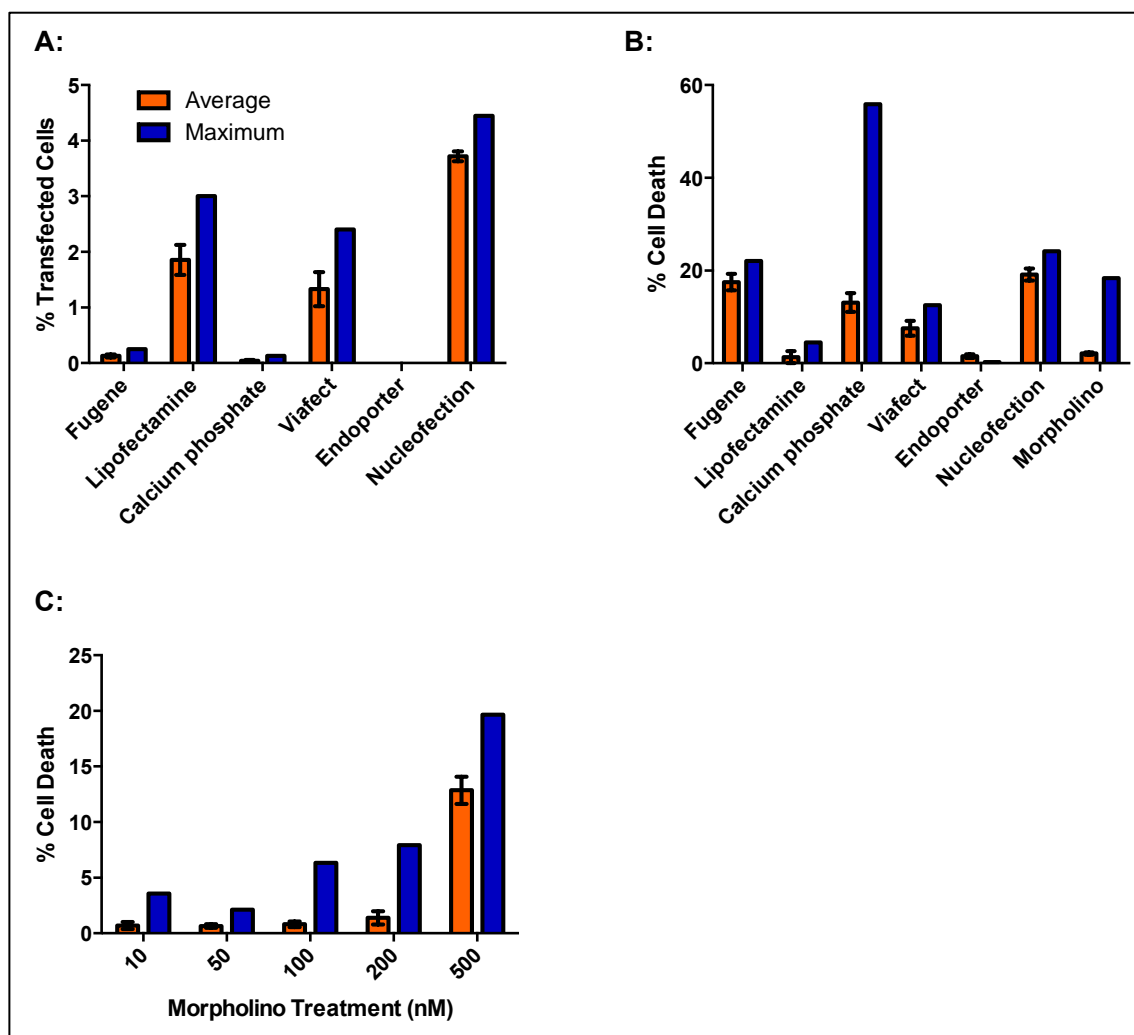 A:
% Transfected Cells
5
4
3
2
1
0
Average
Maximum
Fugene
Lipofectamine
Calcium phosphate
Viafect
Endoporter
Nucleofection
B:
% Cell Death
60
40
20
0
Fugene
Lipofectamine
Calcium phosphate
Viafect
Endoporter
Nucleofection
Morpholino
C:
% Cell Death
25
20
15
10
5
0
10
50
100
200
500
Morpholino Treatment (nM)